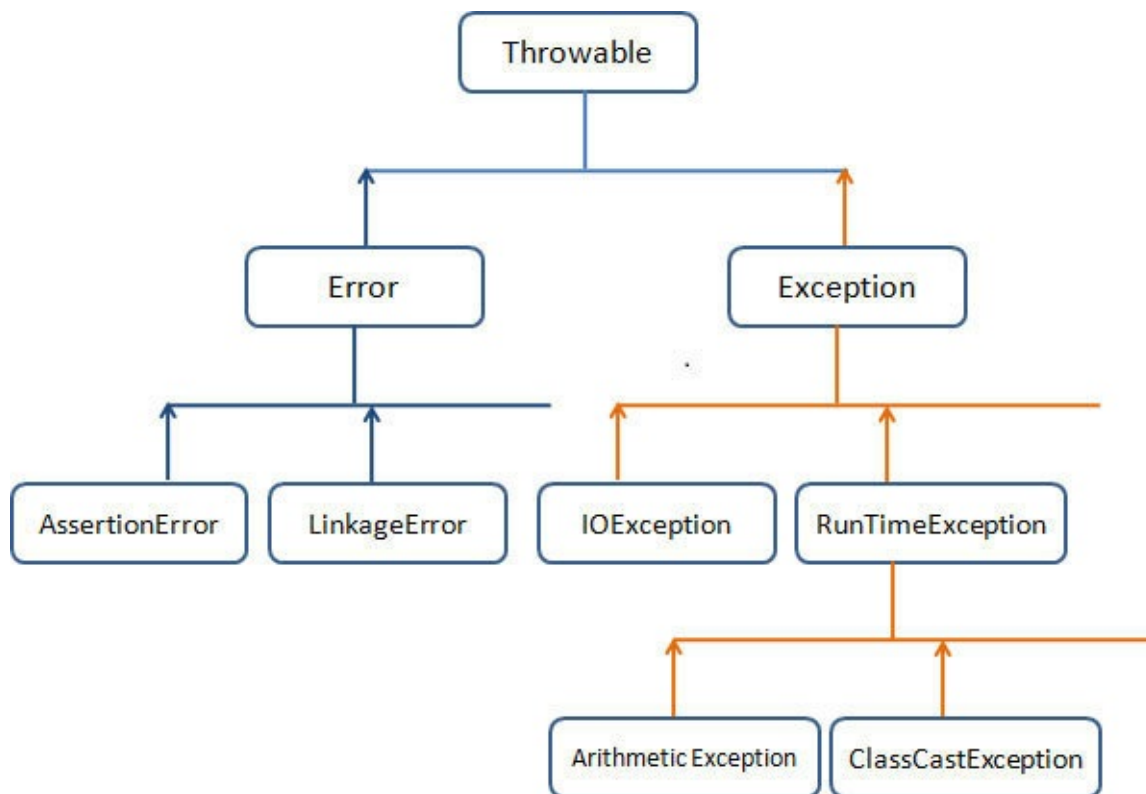 Throwable
Error
Exception
AssertionError
LinkageError
IOException
RunTimeException
Arithmetic Exception
ClassCastException